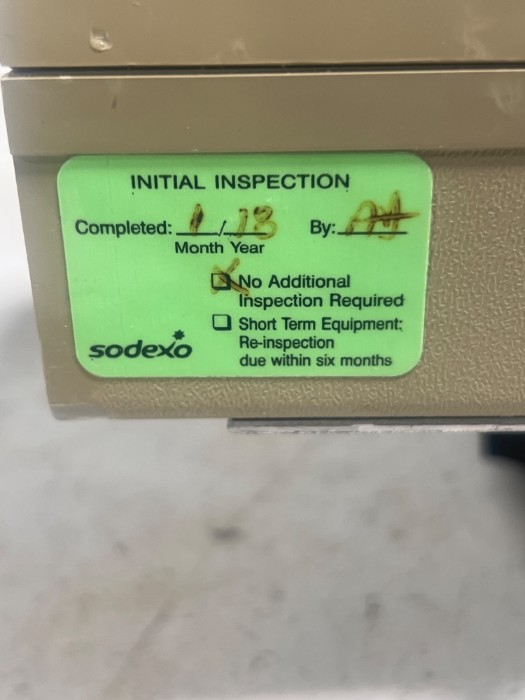 INITIAL INSPECTION
Completed: 1/18 By:
Month Year
No Additional
Inspection Required
Short Term Equipment:
Re-inspection
due within six months
sodexo